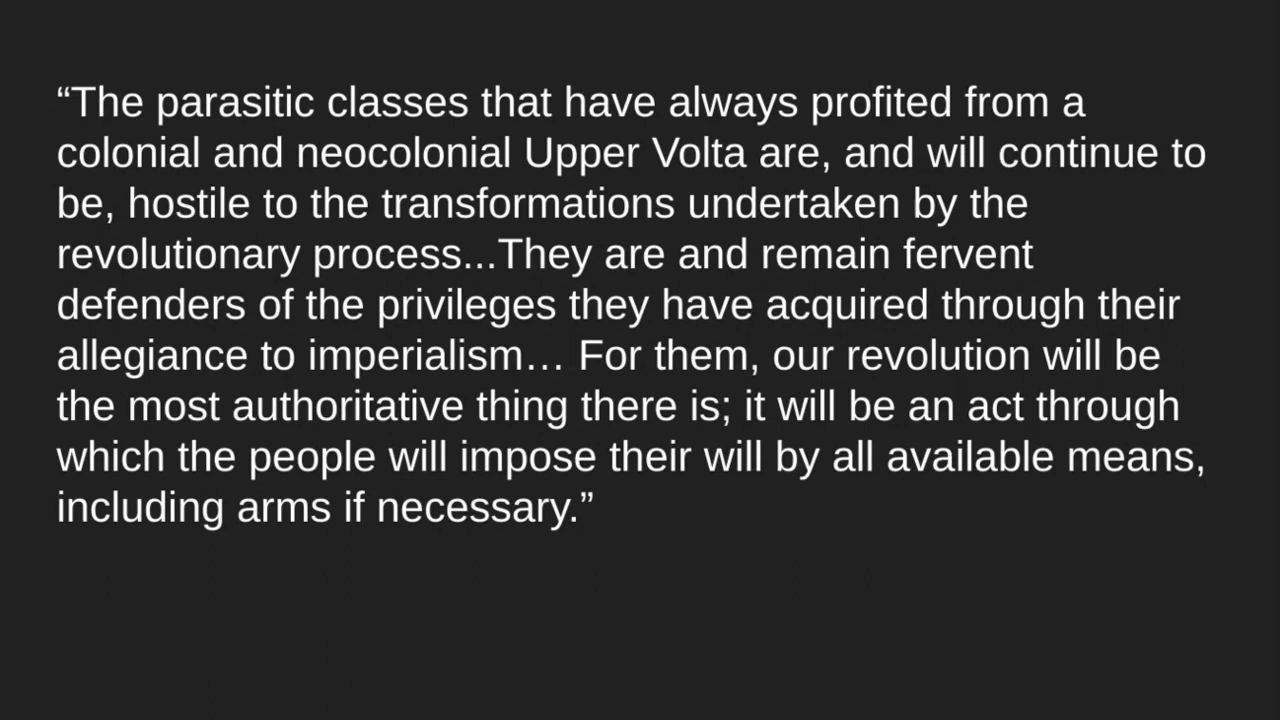 “The parasitic classes that have always profited from a
colonial and neocolonial Upper Volta are, and will continue to
be, hostile to the transformations undertaken by the
revolutionary process...They are and remain fervent
defenders of the privileges they have acquired through their
allegiance to imperialism… For them, our revolution will be
the most authoritative thing there is; it will be an act through
which the people will impose their will by all available means,
including arms if necessary.”